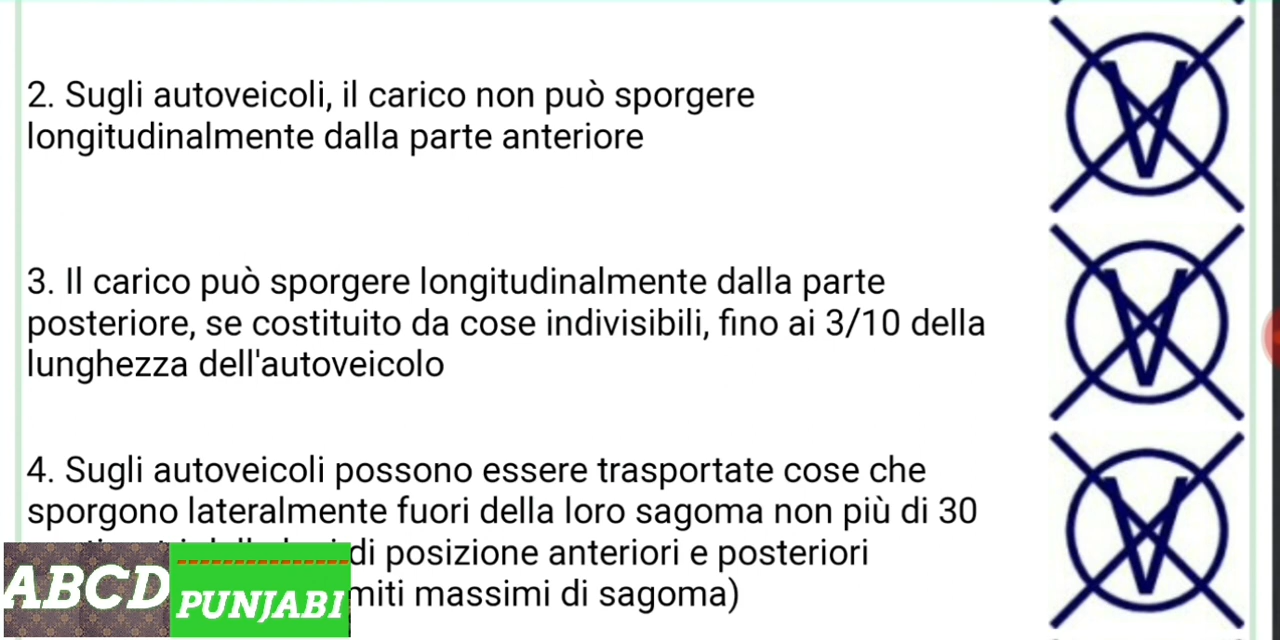 2. Sugli autoveicoli, il carico non può sporgere
longitudinalmente dalla parte anteriore
V
3. Il carico può sporgere longitudinalmente dalla parte
posteriore, se costituito da cose indivisibili, fino ai 3/10 della
lunghezza dell'autoveicolo
V
4. Sugli autoveicoli possono essere trasportate cose che
sporgono lateralmente fuori della loro sagoma non più di 30
di posizione anteriori e posteriori
massimi di sagoma)
V
ABCD
PUNJABI